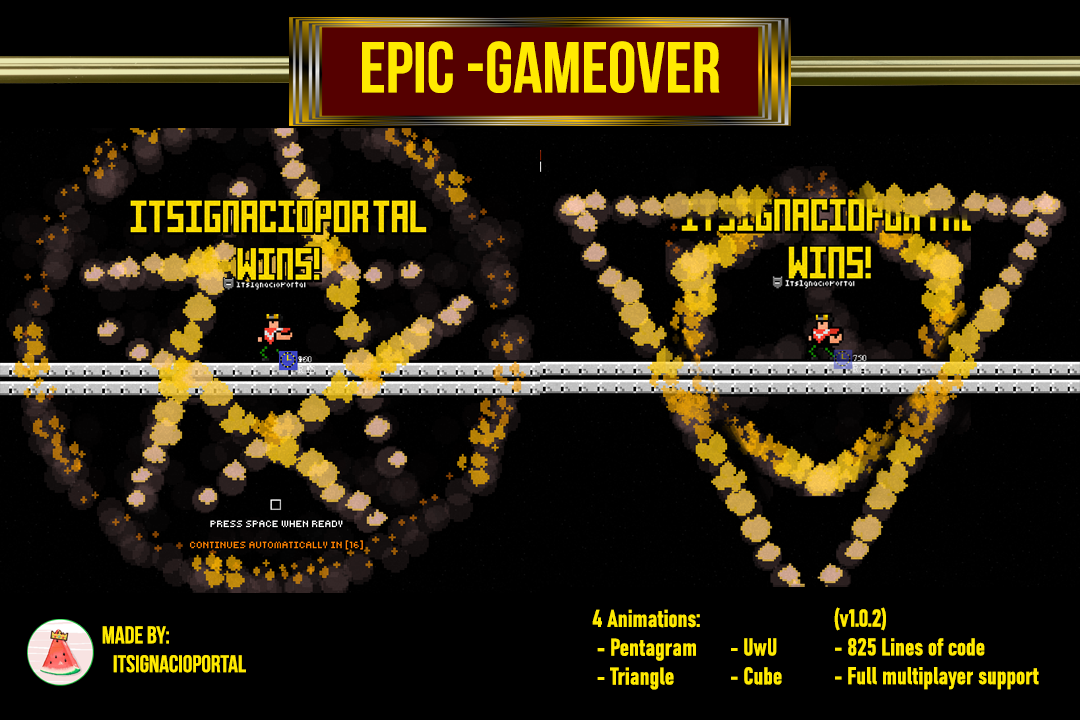 EPIC -GAMEOVER
ITSIGNACIOPORTAL
WINS!
ItsIgnacioPortal
PRESS SPACE WHEN READY
CONTINUES AUTOMATICALLY IN [16]
ITSIGNACIOPORTAL
WINS!
ItsIgnacioPortal
750
MADE BY:
ITSIGNACIOPORTAL
4 Animations:
- Pentagram
- Triangle
- UwU
- Cube
(v1.0.2)
- 825 Lines of code
- Full multiplayer support